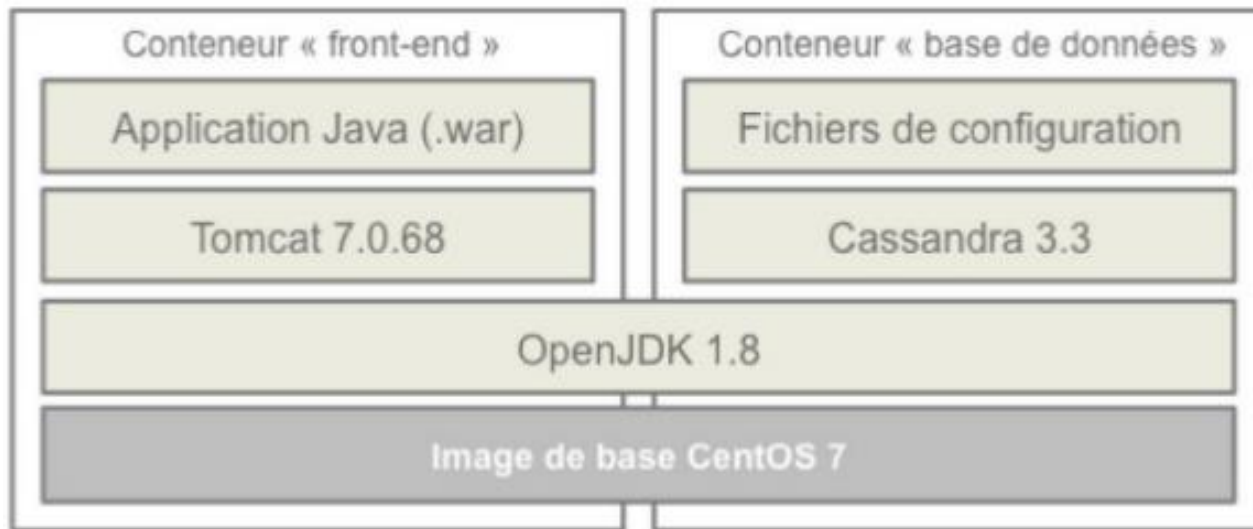 Conteneur « front-end »
Application Java (.war)
Tomcat 7.0.68
Conteneur « base de données »
Fichiers de configuration
Cassandra 3.3
OpenJDK 1.8
Image de base CentOS 7